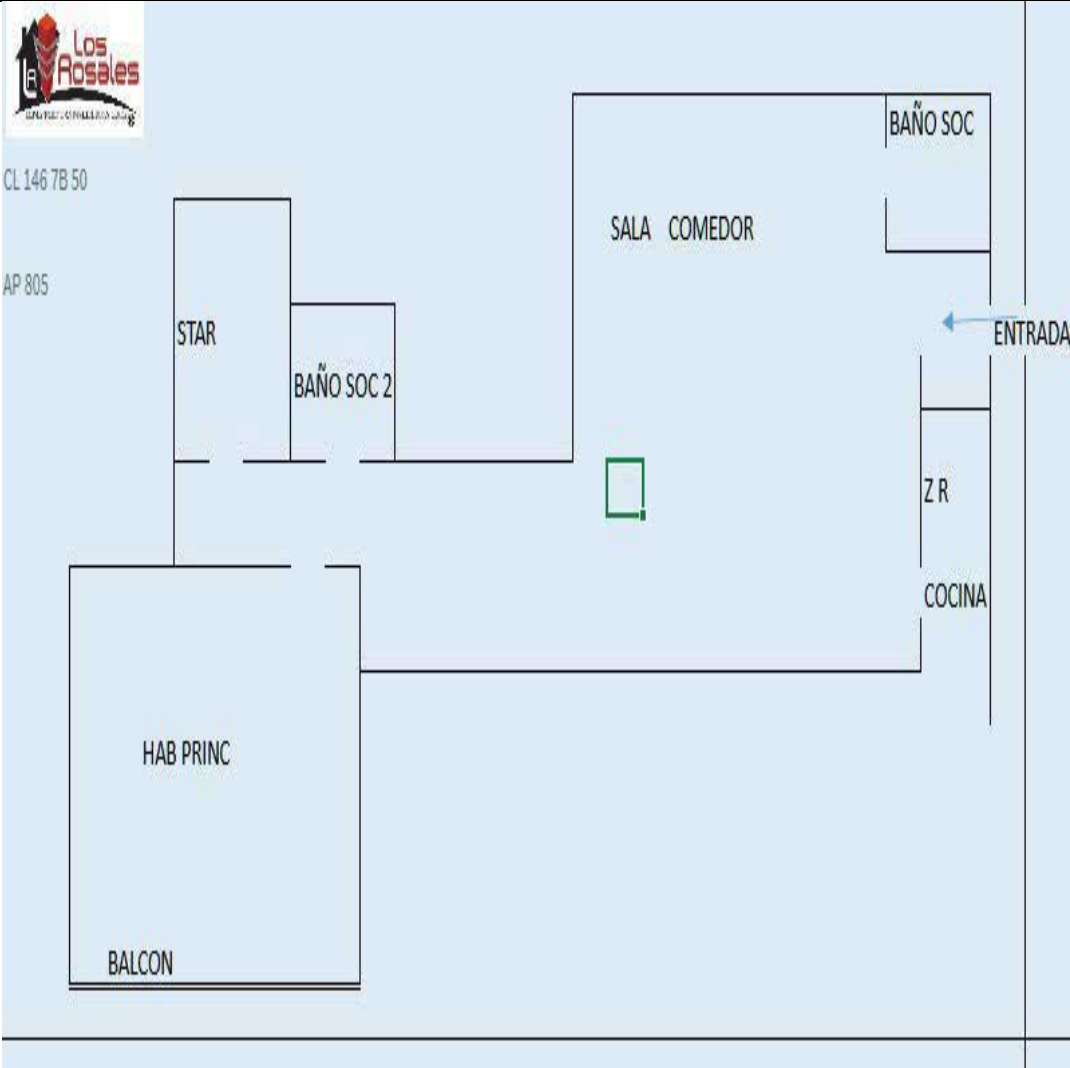 Los
Rosales
CL 146 7B 50
AP 805
BAÑO SOC
SALA COMEDOR
STAR
ENTRADA
BAÑO SOC 2
Z R
COCINA
HAB PRINC
BALCON